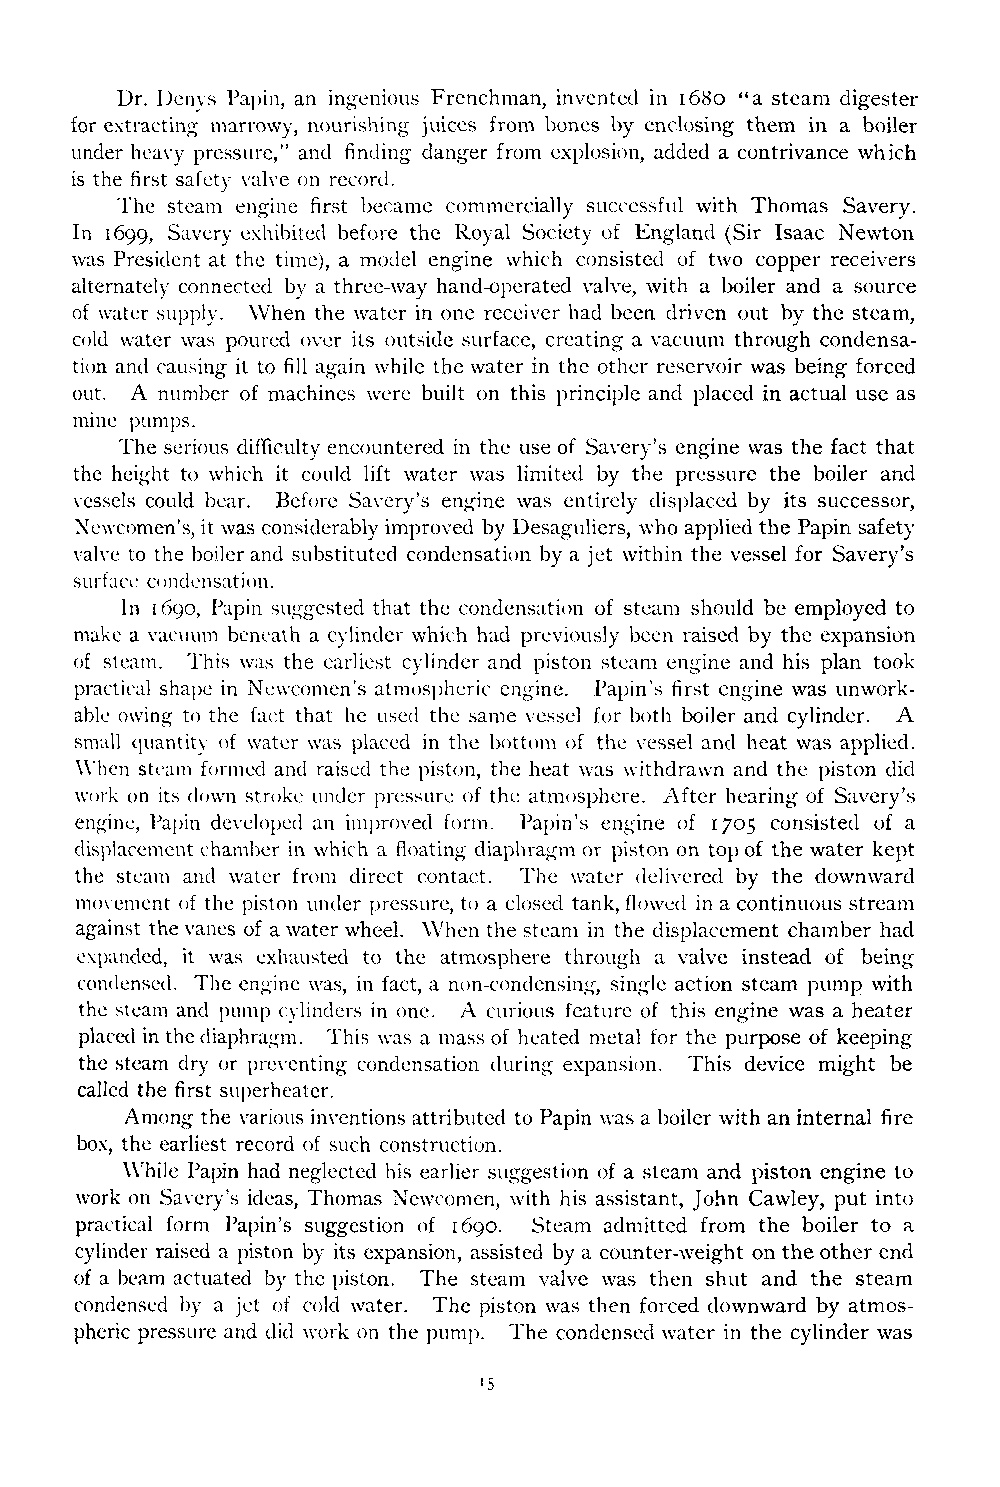 Dr. Denys Papin, an ingenious Frenchman, invented in 1680 “a steam digester
for extracting marrowy, nourishing juices from bones by enclosing them in a boiler
under heavy pressure,” and finding danger from explosion, added a contrivance which
is the first safety valve on record.
The steam engine first became commercially successful with Thomas Savery.
In 1699, Savery exhibited before the Royal Society of England (Sir Isaac Newton
was President at the time), a model engine which consisted of two copper receivers
alternately connected by a three-way hand-operated valve, with a boiler and a source
of water supply. When the water in one receiver had been driven out by the steam,
cold water was poured over its outside surface, creating a vacuum through condensa-
tion and causing it to fill again while the water in the other reservoir was being forced
out. A number of machines were built on this principle and placed in actual use as
mine pumps.
The serious difficulty encountered in the use of Savery’s engine was the fact that
the height to which it could lift water was limited by the pressure the boiler and
vessels could bear. Before Savery’s engine was entirely displaced by its successor,
Newcomen’s, it was considerably improved by Desaguliers, who applied the Papin safety
valve to the boiler and substituted condensation by a jet within the vessel for Savery’s
surface condensation.
In 1690, Papin suggested that the condensation of steam should be employed to
make a vacuum beneath a cylinder which had previously been raised by the expansion
of steam. This was the earliest cylinder and piston steam engine and his plan took
practical shape in Newcomen’s atmospheric engine. Papin’s first engine was unwork-
able owing to the fact that he used the same vessel for both boiler and cylinder. A
small quantity of water was placed in the bottom of the vessel and heat was applied.
When steam formed and raised the piston, the heat was withdrawn and the piston did
work on its down stroke under pressure of the atmosphere. After hearing of Savery’s
engine, Papin developed an improved form. Papin’s engine of 1705 consisted of a
displacement chamber in which a floating diaphragm or piston on top of the water kept
the steam and water from direct contact. The water delivered by the downward
movement of the piston under pressure, to a closed tank, flowed in a continuous stream
against the vanes of a water wheel. When the steam in the displacement chamber had
expanded, it was exhausted to the atmosphere through a valve instead of being
condensed. The engine was, in fact, a non-condensing, single action steam pump with
the steam and pump cylinders in one. A curious feature of this engine was a heater
placed in the diaphragm. This was a mass of heated metal for the purpose of keeping
the steam dry or preventing condensation during expansion. This device might be
called the first superheater.
Among the various inventions attributed to Papin was a boiler with an internal fire
box, the earliest record of such construction.
While Papin had neglected his earlier suggestion of a steam and piston engine to
work on Savery’s ideas, Thomas Newcomen, with his assistant, John Cawley, put into
practical form Papin’s suggestion of 1690. Steam admitted from the boiler to a
cylinder raised a piston by its expansion, assisted by a counter-weight on the other end
of a beam actuated by the piston. The steam valve was then shut and the steam
condensed by a jet of cold water. The piston was then forced downward by atmos-
pheric pressure and did work on the pump. The condensed water in the cylinder was
15